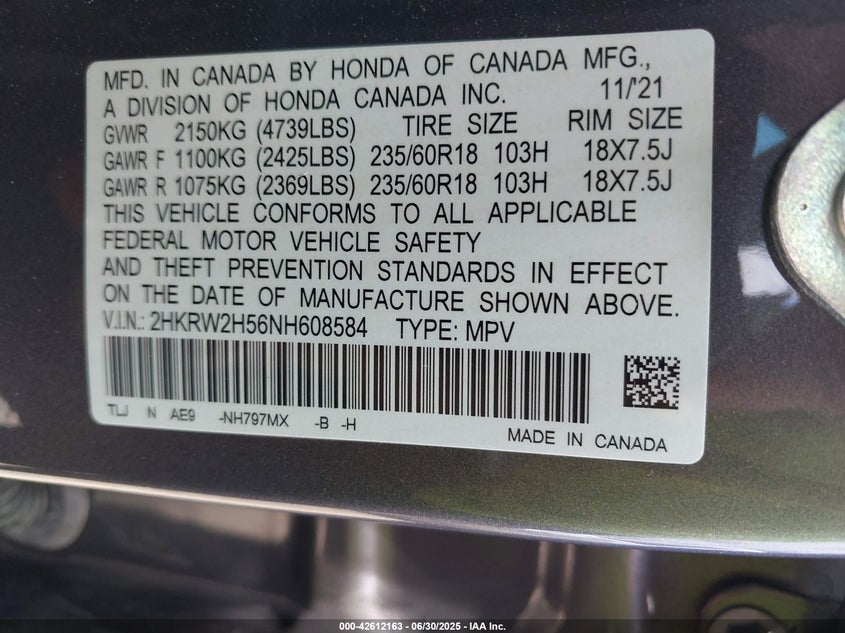 MFD. IN CANADA BY HONDA OF CANADA MFG.,
A DIVISION OF HONDA CANADA INC. 11/'21
GVWR 2150KG (4739LBS) TIRE SIZE RIM SIZE
GAWR F 1100KG (2425LBS) 235/60R18 103H 18X7.5J
GAWR R 1075KG (2369LBS) 235/60R18 103H 18X7.5J
THIS VEHICLE CONFORMS TO ALL APPLICABLE
FEDERAL MOTOR VEHICLE SAFETY
AND THEFT PREVENTION STANDARDS IN EFFECT
ON THE DATE OF MANUFACTURE SHOWN ABOVE.
V.I.N.: 2HKRW2H56NH608584 TYPE: MPV
TLJ N AE9 -NH797MX -B -H
MADE IN CANADA
000-42612163 - 06/30/2025 - IAA Inc.